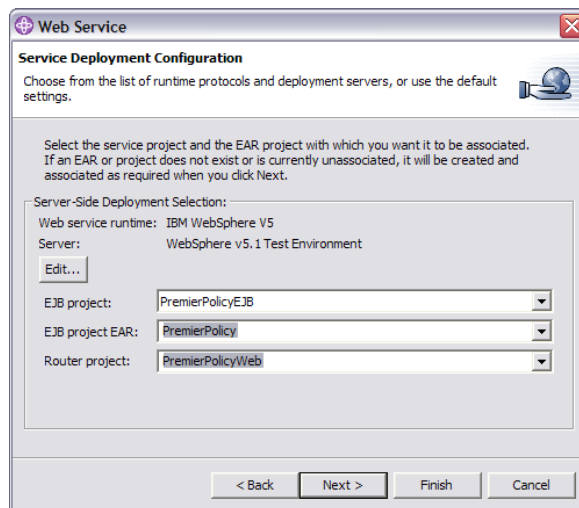 Web Service
Service Deployment Configuration
Choose from the list of runtime protocols and deployment servers, or use the default
settings.
Select the service project and the EAR project with which you want it to be associated.
If an EAR or project does not exist or is currently unassociated, it will be created and
associated as required when you click Next.
Server-Side Deployment Selection:
Web service runtime: IBM WebSphere V5
Server: WebSphere v5.1 Test Environment
Edit...
EJB project: PremierPolicyEJB
EJB project EAR: PremierPolicy
Router project: PremierPolicyWeb
< Back Next > Finish Cancel